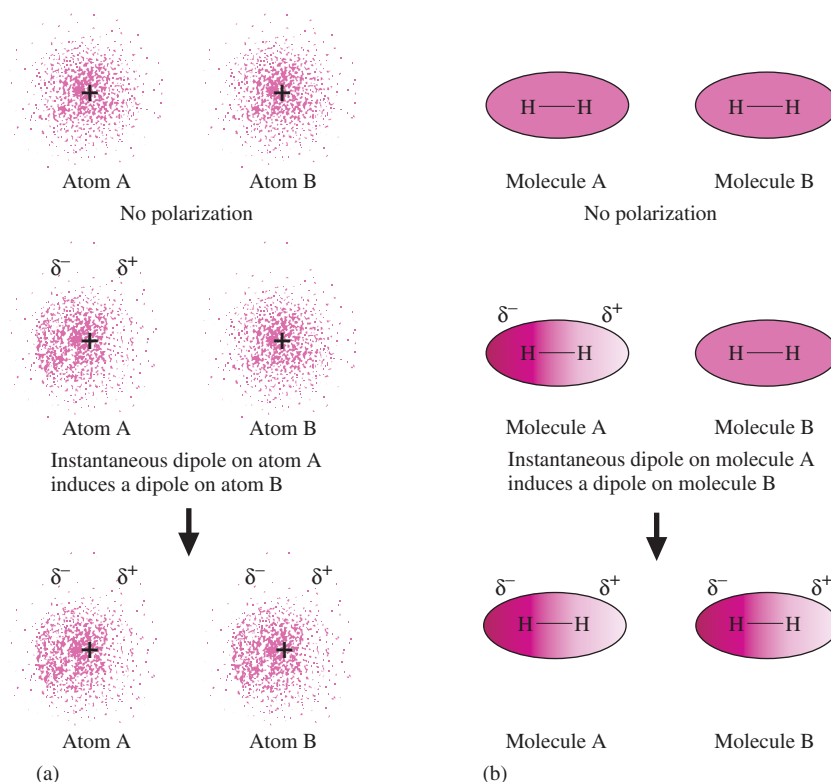 + +
Atom A Atom B
No polarization
δ− δ+
+ +
Atom A Atom B
Instantaneous dipole on atom A
induces a dipole on atom B
δ− δ+ δ− δ+
+ +
Atom A Atom B
(a)
H—H H—H
Molecule A Molecule B
No polarization
δ− δ+
H—H H—H
Molecule A Molecule B
Instantaneous dipole on molecule A
induces a dipole on molecule B
δ− δ+ δ− δ+
H—H H—H
Molecule A Molecule B
(b)